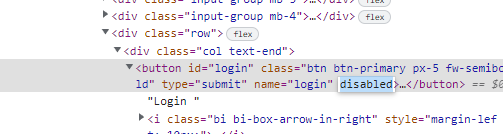 <div class="input-group mb-3">…</div> flex
▸<div class="input-group mb-4">…</div> flex
▾<div class="row"> flex
▾<div class="col text-end">
▾<button id="login" class="btn btn-primary px-5 fw-semibo
ld" type="submit" name="login" disabled>…</button> == $0
"Login "
▸<i class="bi bi-box-arrow-in-right" style="margin-lef